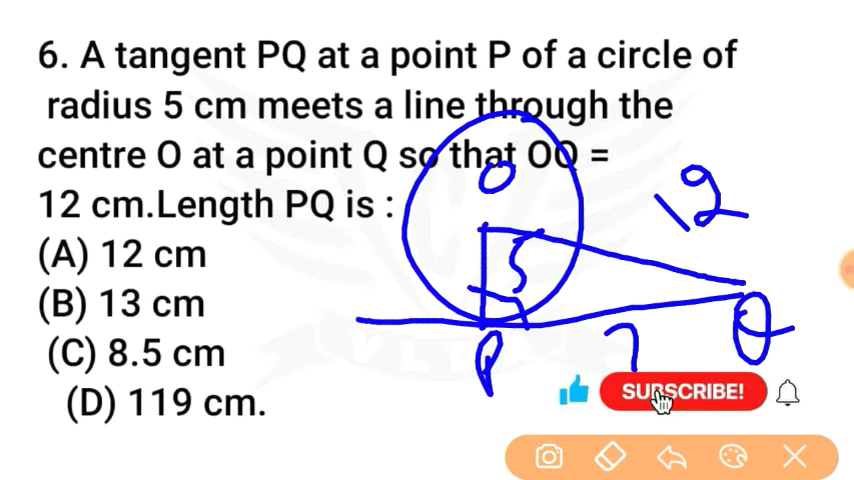 6. A tangent PQ at a point P of a circle of
radius 5 cm meets a line through the
centre O at a point Q so that OQ =
12 cm.Length PQ is :
(A) 12 cm
(B) 13 cm
(C) 8.5 cm
(D) 119 cm.
O
12
5
P
?
Q
SUBSCRIBE!